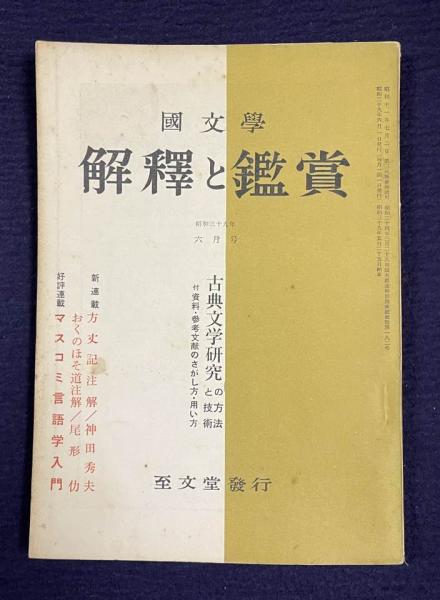 國文學
解釋と鑑賞
昭和三十九年
六月号
古典文学研究の方法と技術
付資料・参考文献のさがし方・用い方
新連載
方丈記注解/神田秀夫
おくのほそ道注解/尾形仂
好評連載
マスコミ言語学入門
至文堂發行